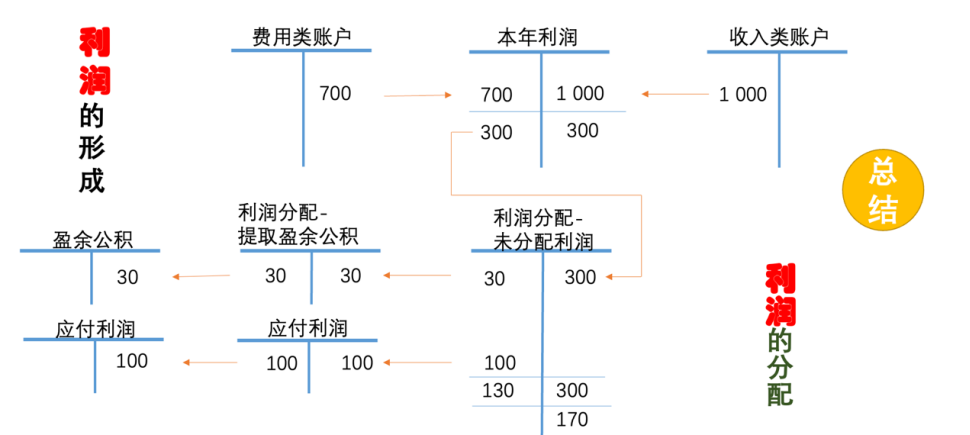 利润的形成
费用类账户
本年利润
收入类账户
700
700
1 000
1 000
300
300
总结
盈余公积
利润分配-
提取盈余公积
利润分配-
未分配利润
30
30
30
30
300
应付利润
应付利润
100
100
100
100
130
300
170
利润的分配